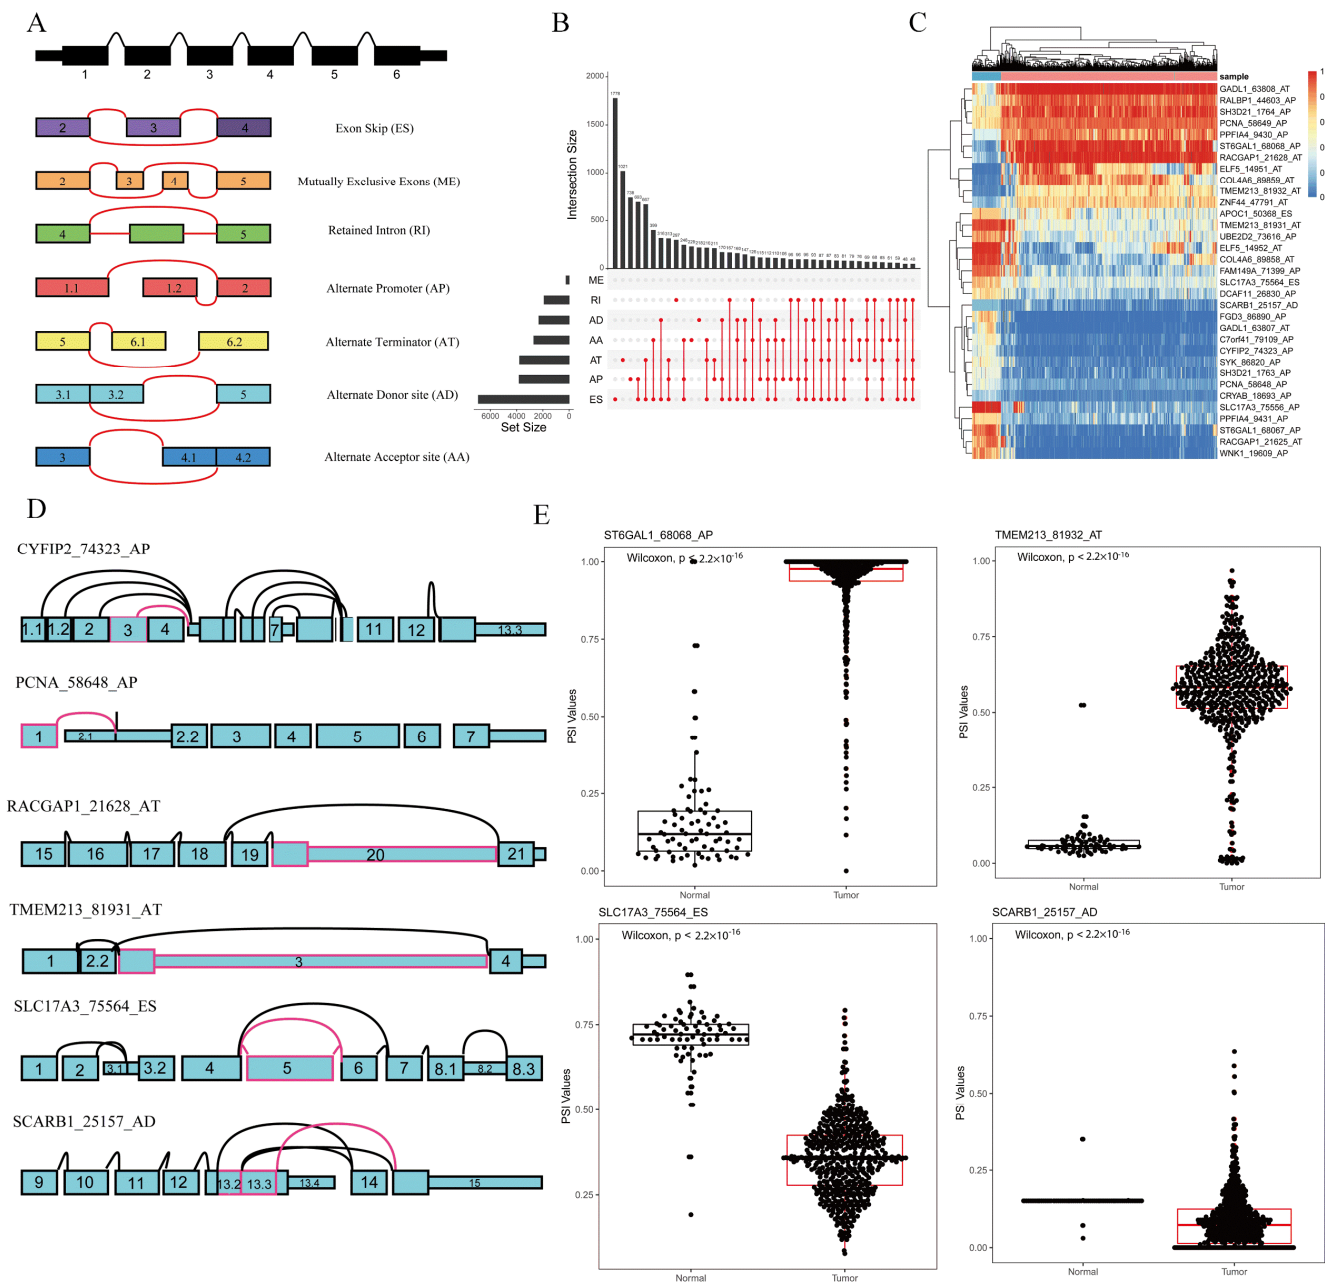 A
1 2 3 4 5 6
2 3 4 Exon Skip (ES)
2 3 4 5 Mutually Exclusive Exons (ME)
4 5 Retained Intron (RI)
1.1 1.2 2 Alternate Promoter (AP)
5 6.1 6.2 Alternate Terminator (AT)
3.1 3.2 5 Alternate Donor site (AD)
3 4.1 4.2 Alternate Acceptor site (AA)
B
Intersection Size
2000
1500
1000
500
0
1778
1021
ME
RI
AD
AA
AT
AP
ES
6000 4000 2000 0
Set Size
C
sample
GADL1_63808_AT
RALBP1_44603_AP
SH3D21_1764_AP
PCNA_58649_AP
PPFIA4_9430_AP
ST6GAL1_68068_AP
RACGAP1_21628_AT
ELF5_14951_AT
COL4A6_89859_AT
TMEM213_81932_AT
ZNF44_47791_AT
APOC1_50368_ES
TMEM213_81931_AT
UBE2D2_73616_AP
ELF5_14952_AT
COL4A6_89858_AT
FAM149A_71399_AP
SLC17A3_75564_ES
DCAF11_26830_AP
SCARB1_25157_AD
FGD3_86890_AP
GADL1_63807_AT
C7orf41_79109_AP
CYFIP2_74323_AP
SYK_86820_AP
SH3D21_1763_AP
PCNA_58648_AP
CRYAB_18693_AP
SLC17A3_75556_AP
PPFIA4_9431_AP
ST6GAL1_68067_AP
RACGAP1_21625_AT
WNK1_19609_AP
1
0
0
0
0
0
D
CYFIP2_74323_AP
1.1 1.2 2 3 4 7 11 12 13.3
PCNA_58648_AP
1 2.1 2.2 3 4 5 6 7
RACGAP1_21628_AT
15 16 17 18 19 20 21
TMEM213_81931_AT
1 2.2 3 4
SLC17A3_75564_ES
1 2 3.1 3.2 4 5 6 7 8.1 8.2 8.3
SCARB1_25157_AD
9 10 11 12 13.2 13.3 13.4 14 15
E
ST6GAL1_68068_AP
Wilcoxon, p < 2.2×10-16
PSI Values
1.00
0.75
0.50
0.25
0.00
Normal Tumor
TMEM213_81932_AT
Wilcoxon, p < 2.2×10-16
PSI Values
1.00
0.75
0.50
0.25
0.00
Normal Tumor
SLC17A3_75564_ES
Wilcoxon, p < 2.2×10-16
PSI Values
1.00
0.75
0.50
0.25
Normal Tumor
SCARB1_25157_AD
Wilcoxon, p < 2.2×10-16
PSI Values
1.00
0.75
0.50
0.25
0.00
Normal Tumor